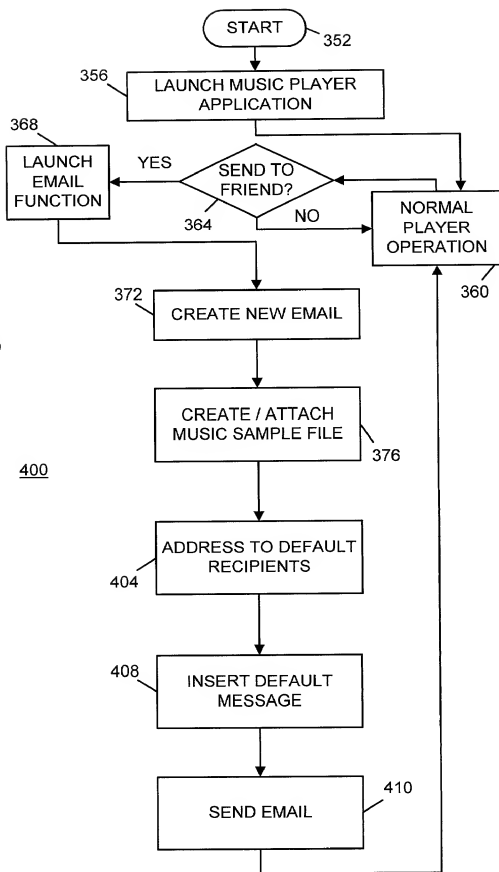 START
352
356
LAUNCH MUSIC PLAYER
APPLICATION
368
LAUNCH
EMAIL
FUNCTION
YES
SEND TO
FRIEND?
364
NO
NORMAL
PLAYER
OPERATION
360
372
CREATE NEW EMAIL
CREATE / ATTACH
MUSIC SAMPLE FILE
376
400
ADDRESS TO DEFAULT
RECIPIENTS
404
408
INSERT DEFAULT
MESSAGE
SEND EMAIL
410